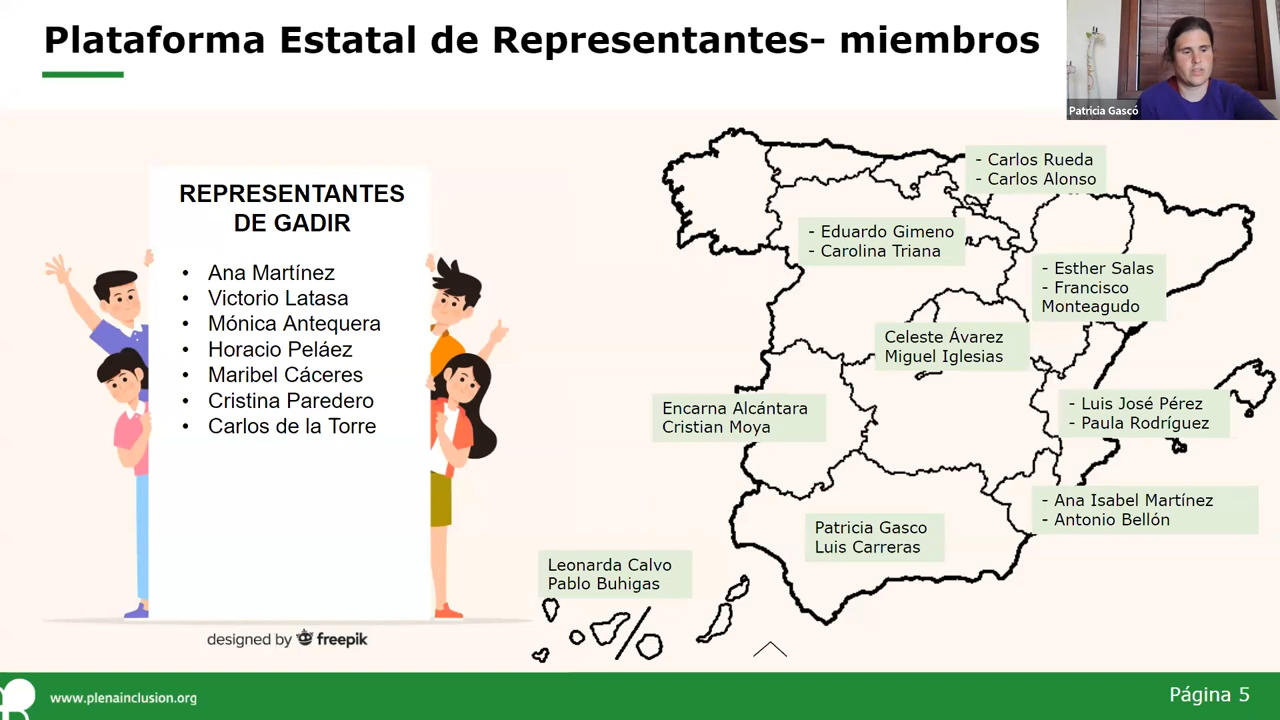 Plataforma Estatal de Representantes- miembros
Patricia Gascó
REPRESENTANTES
DE GADIR
• Ana Martínez
• Victorio Latasa
• Mónica Antequera
• Horacio Peláez
• Maribel Cáceres
• Cristina Paredero
• Carlos de la Torre
designed by freepik
- Carlos Rueda
- Carlos Alonso
- Eduardo Gimeno
- Carolina Triana
- Esther Salas
- Francisco
Monteagudo
Celeste Ávarez
Miguel Iglesias
Encarna Alcántara
Cristian Moya
- Luis José Pérez
- Paula Rodríguez
- Ana Isabel Martínez
- Antonio Bellón
Patricia Gasco
Luis Carreras
Leonarda Calvo
Pablo Buhigas
www.plenainclusion.org
Página 5